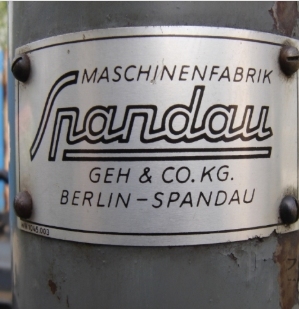 MASCHINENFABRIK
Spandau
GEH & CO. KG.
BERLIN-SPANDAU